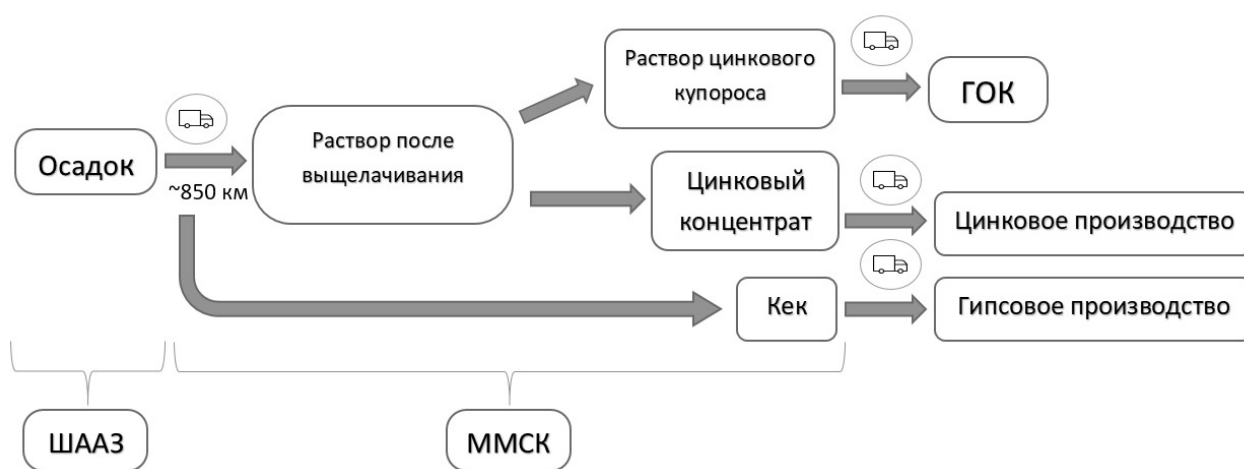 Осадок
~850 км
Раствор после
выщелачивания
Раствор цинкового
купороса
ГОК
Цинковый
концентрат
Цинковое производство
Кек
Гипсовое производство
ШААЗ
ММСК